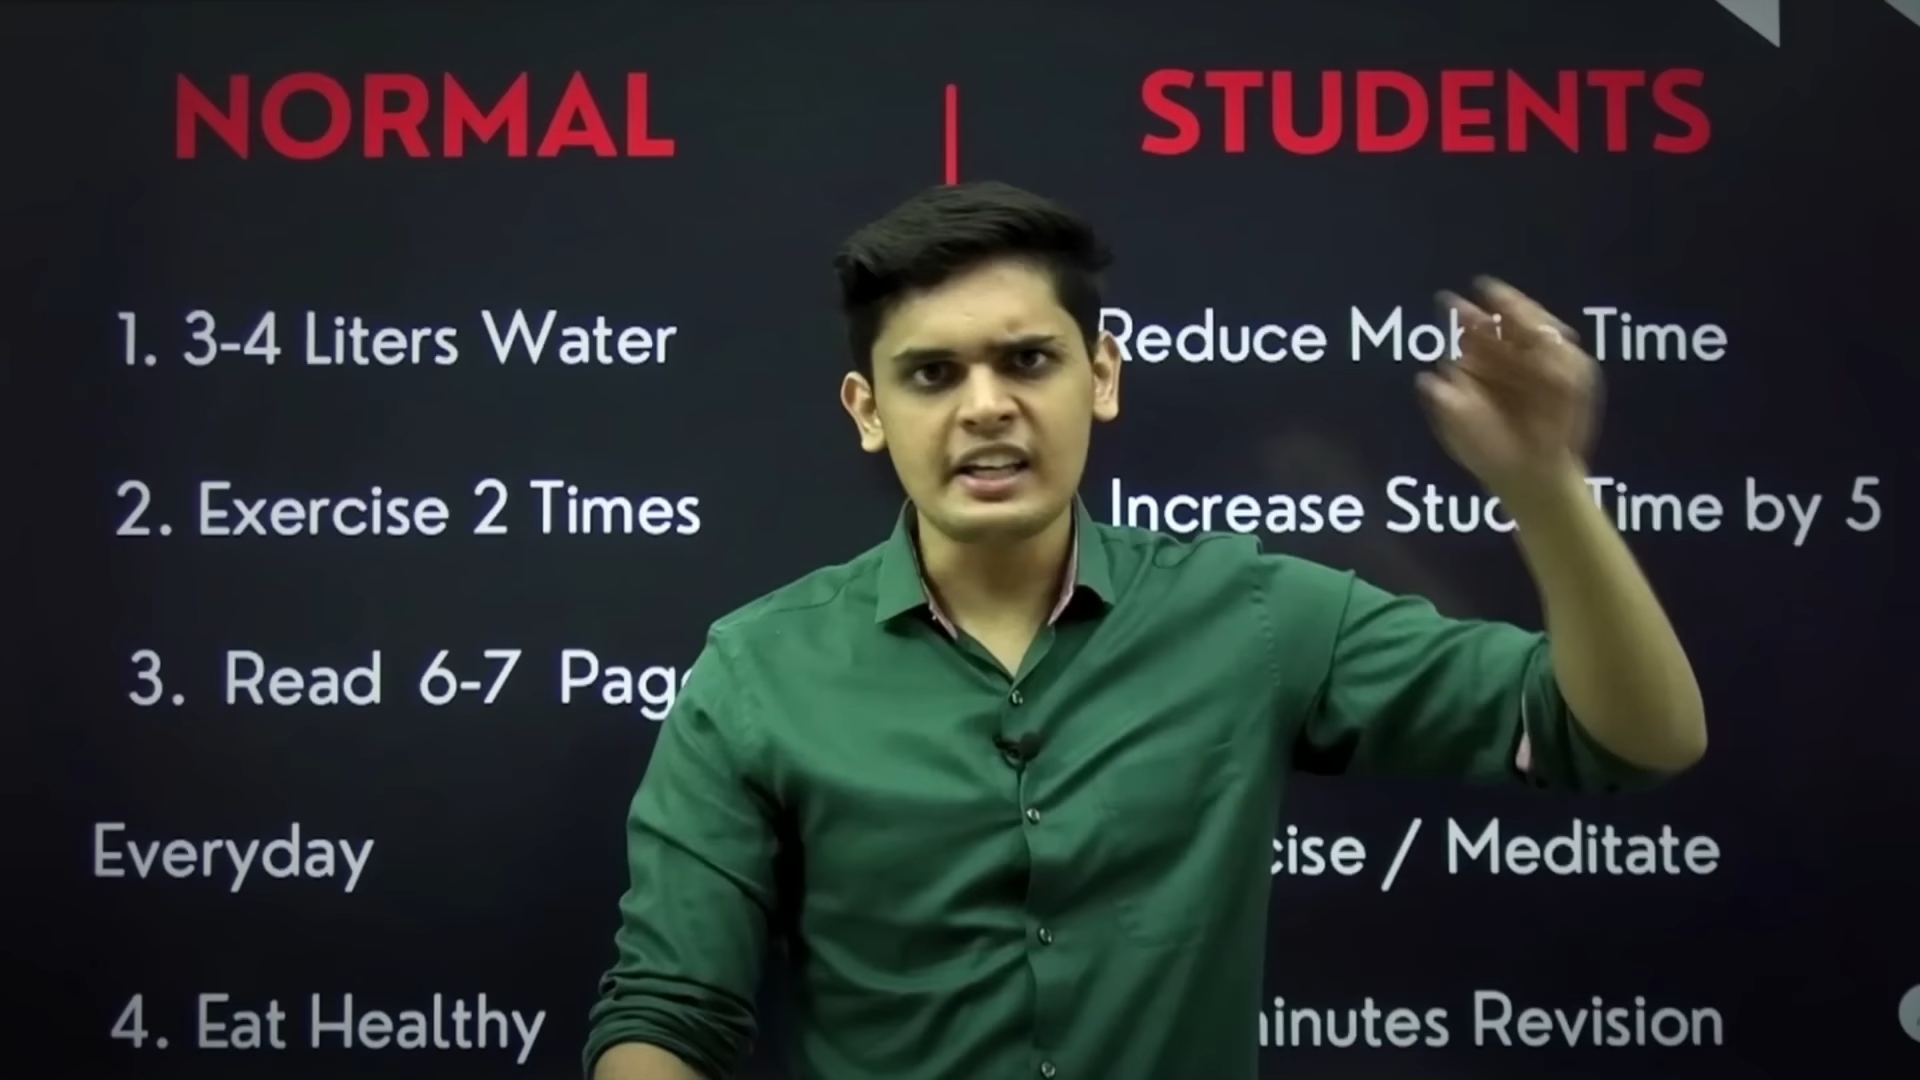 NORMAL | STUDENTS
1. 3-4 Liters Water
Reduce Time
2. Exercise 2 Times
Increase Time by 5
3. Read 6-7
Everyday
/ Meditate
4. Eat Healthy
Revision